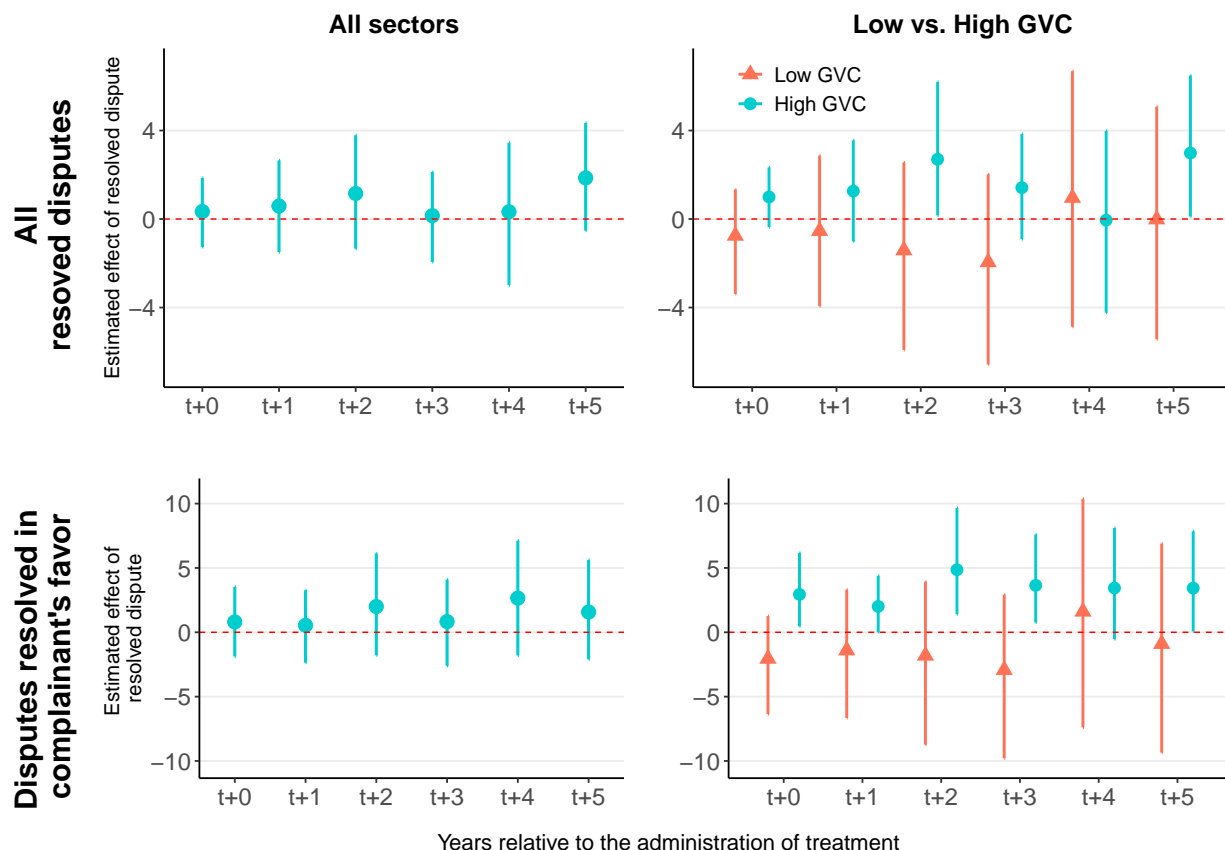 All sectors
Low vs. High GVC
All
resoved disputes
Estimated effect of resolved dispute
4
0
−4
t+0 t+1 t+2 t+3 t+4 t+5
Low GVC
High GVC
4
0
−4
t+0 t+1 t+2 t+3 t+4 t+5
Disputes resolved in
complainant's favor
Estimated effect of
resolved dispute
10
5
0
−5
−10
t+0 t+1 t+2 t+3 t+4 t+5
10
5
0
−5
−10
t+0 t+1 t+2 t+3 t+4 t+5
Years relative to the administration of treatment